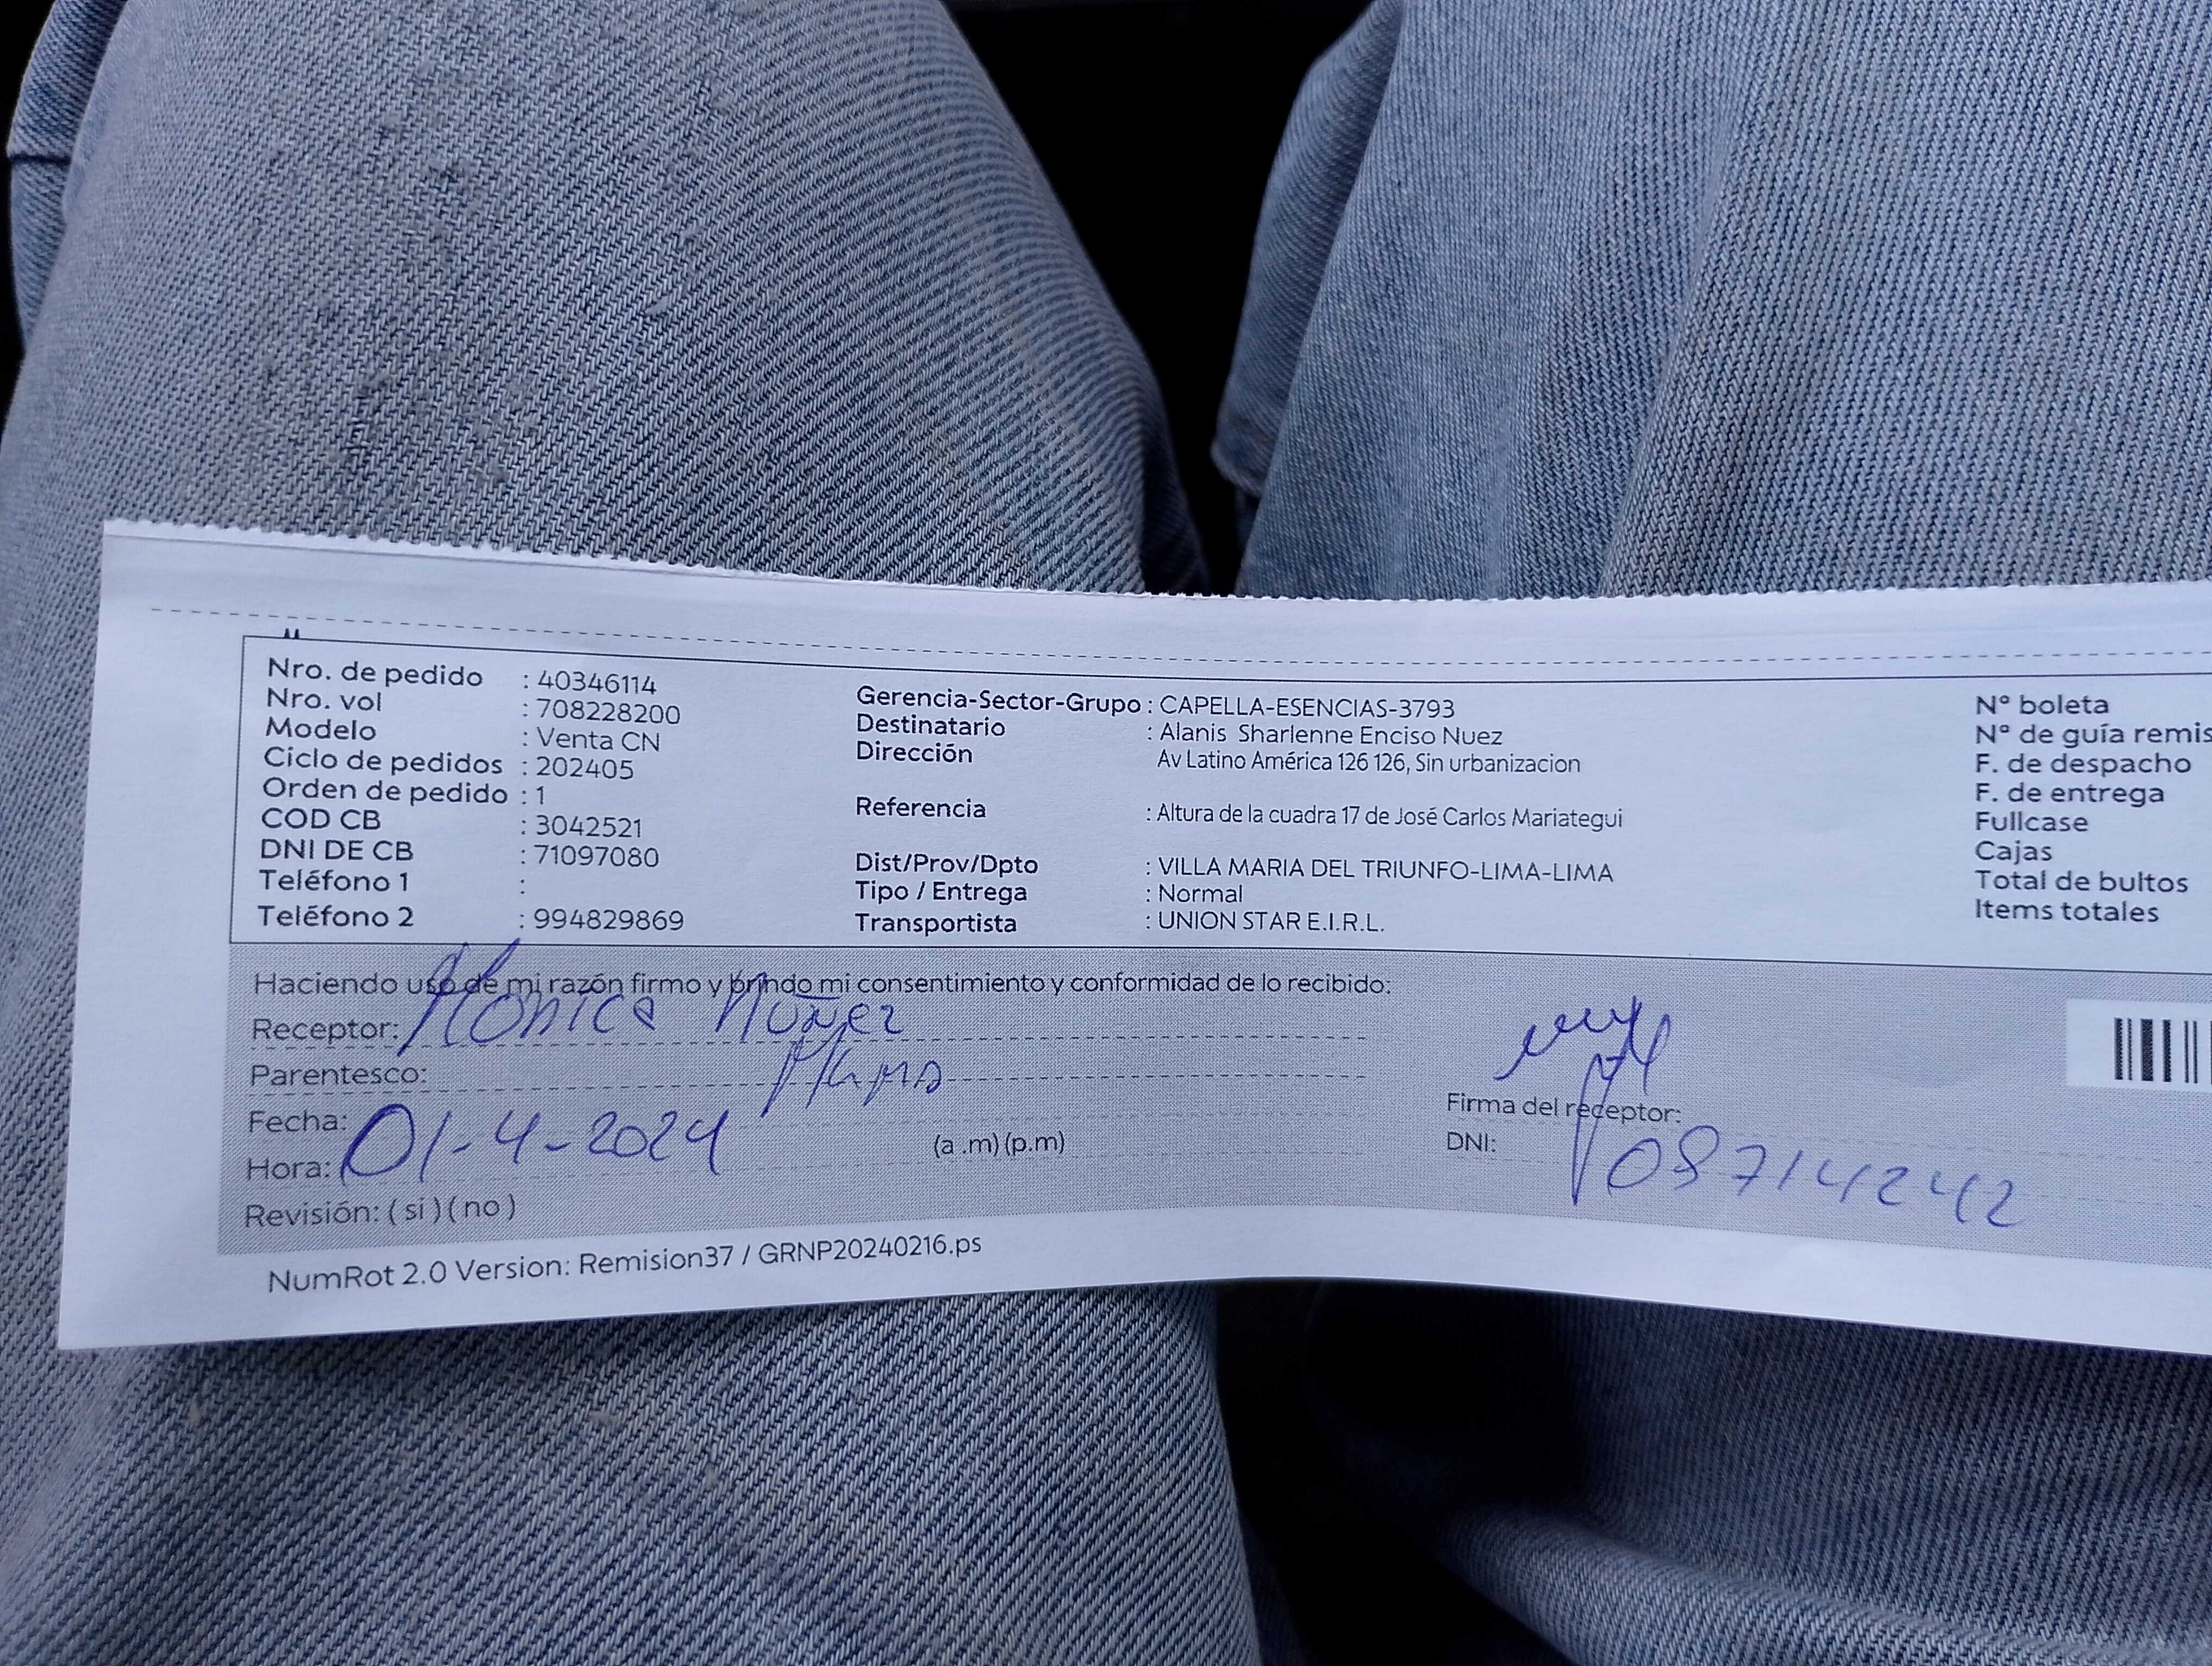 Nro. de pedido : 40346114
Nro. vol : 708228200
Modelo : Venta CN
Ciclo de pedidos : 202405
Orden de pedido : 1
COD CB : 3042521
DNI DE CB : 71097080
Teléfono 1 :
Teléfono 2 : 994829869
Gerencia-Sector-Grupo : CAPELLA-ESENCIAS-3793
Destinatario : Alanis Sharlenne Enciso Nuez
Dirección Av Latino América 126 126, Sin urbanizacion
Referencia : Altura de la cuadra 17 de José Carlos Mariategui
Dist/Prov/Dpto : VILLA MARIA DEL TRIUNFO-LIMA-LIMA
Tipo / Entrega : Normal
Transportista : UNION STAR E.I.R.L.
Nº boleta
Nº de guía remis
F. de despacho
F. de entrega
Fullcase
Cajas
Total de bultos
Items totales
Haciendo uso de mi razón firmo y brindo mi consentimiento y conformidad de lo recibido:
Receptor: Monica Nuñez
Parentesco: Mama
Fecha: 01-4-2024
Hora: (a .m) (p.m)
Revisión: ( si ) ( no )
Firma del receptor:
DNI: 08714242
NumRot 2.0 Version: Remision37 / GRNP20240216.ps